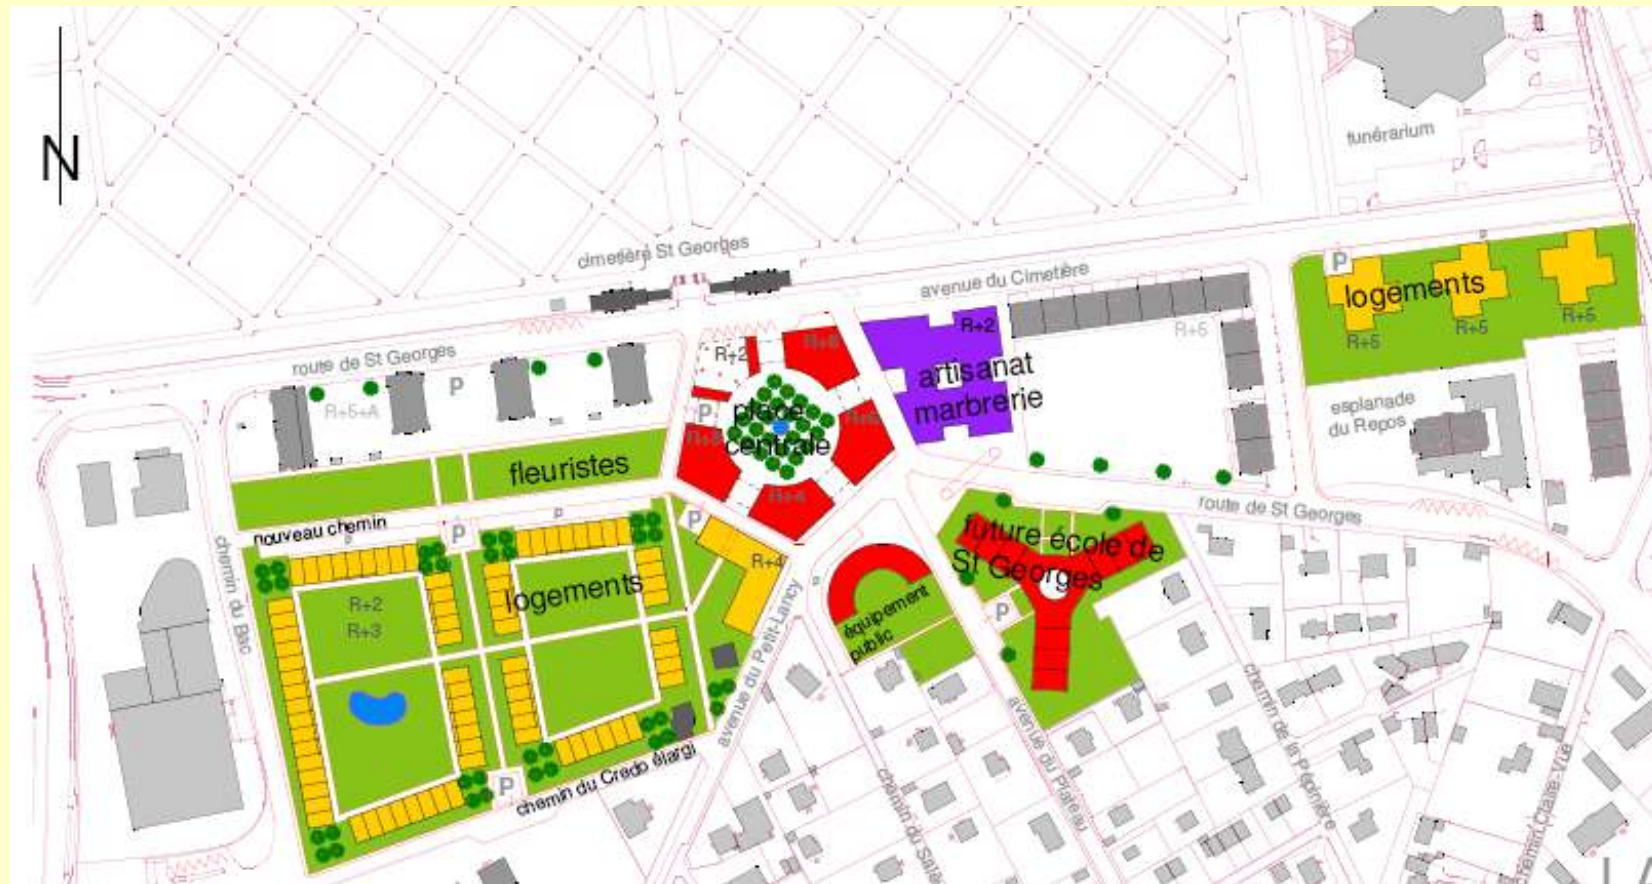 N
funérarium
cimetière St Georges
avenue du Cimetière
P
logements
R+5
R+5
R+5
R+2
artisanat
marbrerie
R+5
route de St Georges
P
R+5+A
R+2
place
centrale
P
R+4
esplanade
du Repos
fleuristes
nouveau chemin
P
P
route de St Georges
future école de
St Georges
P
chemin du Bac
R+2
R+3
logements
R+4
équipement
public
avenue du Petit-Lancy
P
chemin du Credo élargi
avenue du Plateau
chemin de la Pépinière
LA